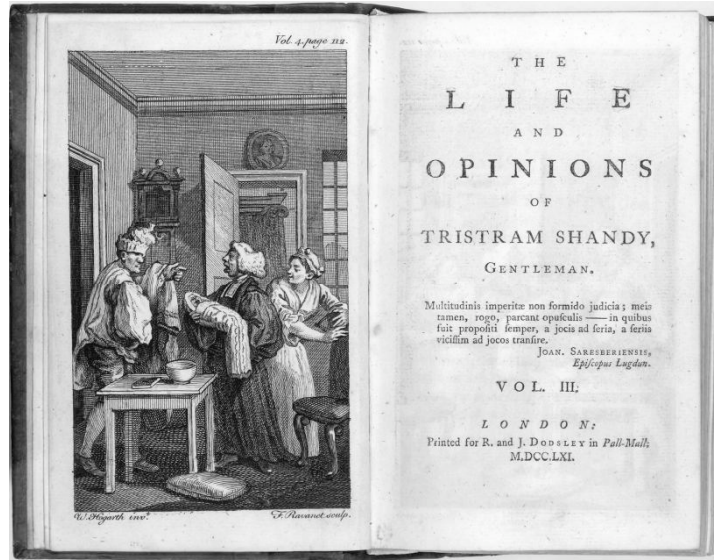 Vol. 4. page 112.
W. Hogarth inv.t
F. Ravenet sculp.
THE
LIFE
AND
OPINIONS
OF
TRISTRAM SHANDY,
GENTLEMAN.
Multitudinis imperitæ non formido judicia; meis
tamen, rogo, parcant opuſculis —— in quibus
fuit propoſiti ſemper, a jocis ad ſeria, a ſeriis
viciſſim ad jocos tranſire.
JOAN. SARESBERIENSIS,
Epiſcopus Lugdun.
VOL. III.
LONDON:
Printed for R. and J. DODSLEY in Pall-Mall.
M.DCC.LXI.